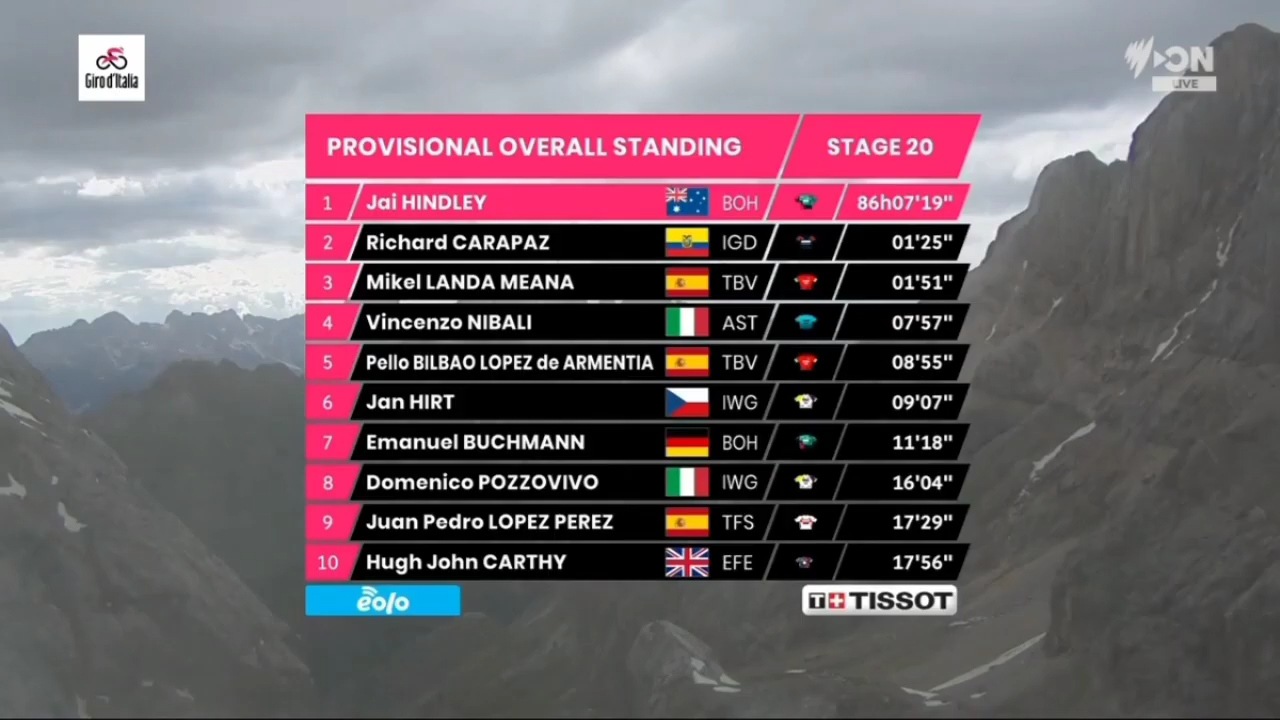 Giro d'Italia
ON
LIVE
PROVISIONAL OVERALL STANDING STAGE 20
1 Jai HINDLEY BOH 86h07'19"
2 Richard CARAPAZ IGD 01'25"
3 Mikel LANDA MEANA TBV 01'51"
4 Vincenzo NIBALI AST 07'57"
5 Pello BILBAO LOPEZ de ARMENTIA TBV 08'55"
6 Jan HIRT IWG 09'07"
7 Emanuel BUCHMANN BOH 11'18"
8 Domenico POZZOVIVO IWG 16'04"
9 Juan Pedro LOPEZ PEREZ TFS 17'29"
10 Hugh John CARTHY EFE 17'56"
eolo T+ TISSOT